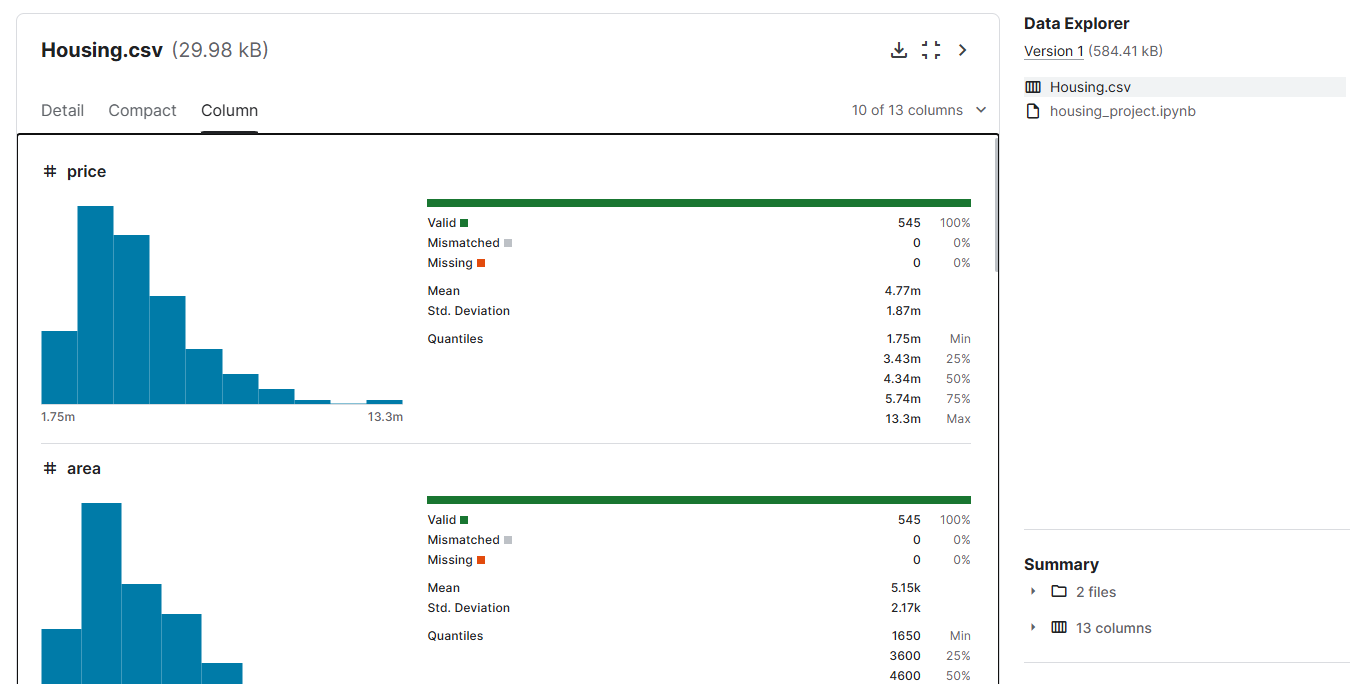 Housing.csv (29.98 kB)
Detail Compact Column 10 of 13 columns
# price
Valid 545 100%
Mismatched 0 0%
Missing 0 0%
Mean 4.77m
Std. Deviation 1.87m
Quantiles 1.75m Min
3.43m 25%
4.34m 50%
5.74m 75%
13.3m Max
1.75m 13.3m
# area
Valid 545 100%
Mismatched 0 0%
Missing 0 0%
Mean 5.15k
Std. Deviation 2.17k
Quantiles 1650 Min
3600 25%
4600 50%
Data Explorer
Version 1 (584.41 kB)
Housing.csv
housing_project.ipynb
Summary
2 files
13 columns